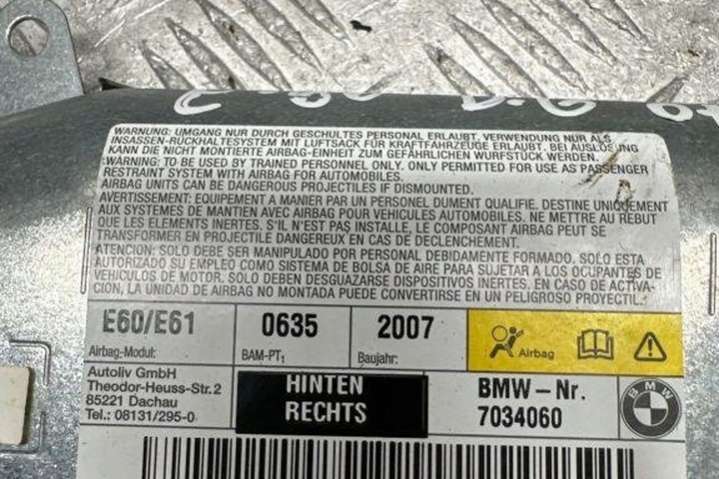 WARNUNG: UMGANG NUR DURCH GESCHULTES PERSONAL ERLAUBT. VERWENDUNG NUR ALS
INSASSEN-RÜCKHALTESYSTEM MIT LUFTSACK FÜR KRAFTFAHRZEUGE ERLAUBT. BEI AUSLÖSUNG
KANN DIE NICHT MONTIERTE AIRBAG-EINHEIT ZUM GEFÄHRLICHEN WURFSTÜCK WERDEN.
WARNING: TO BE USED BY TRAINED PERSONNEL ONLY. ONLY PERMITTED FOR USE AS PASSENGER
RESTRAINT SYSTEM WITH AIRBAG FOR AUTOMOBILES.
AIRBAG UNITS CAN BE DANGEROUS PROJECTILES IF DISMOUNTED.
AVERTISSEMENT: EQUIPEMENT A MANIER PAR UN PERSONEL DUMENT QUALIFIE. DESTINE UNIQUEMENT
AUX SYSTEMES DE MANTIEN AVEC AIRBAG POUR VEHICULES AUTOMOBILES. NE METTRE AU REBUT
QUE LES ELEMENTS INERTES. S'IL N'EST PAS INSTALLE, LE COMPOSANT AIRBAG PEUT SE
TRANSFORMER EN PROJECTILE DANGEREUX EN CAS DE DECLENCHEMENT.
ATENCION: SOLO DEBE SER MANIPULADO POR PERSONAL DEBIDAMENTE FORMADO. SOLO ESTA
AUTORIZADO SU EMPLEO COMO SISTEMA DE BOLSA DE AIRE PARA SUJETAR A LOS OCUPANTES DE
VEHICULOS DE MOTOR. SOLO DEBEN DESGUAZARSE DISPOSITIVOS INERTES. EN CASO DE ACTIVA-
CION, LA UNIDAD DE AIRBAG NO MONTADA PUEDE CONVERTIRSE EN UN PELIGROSO PROYECTIL.
E60/E61 0635 2007
Airbag-Modul: BAM-PT1 Baujahr: Airbag
Autoliv GmbH
Theodor-Heuss-Str.2
85221 Dachau
Tel.: 08131/295-0
HINTEN
RECHTS
BMW-Nr.
7034060
BMW